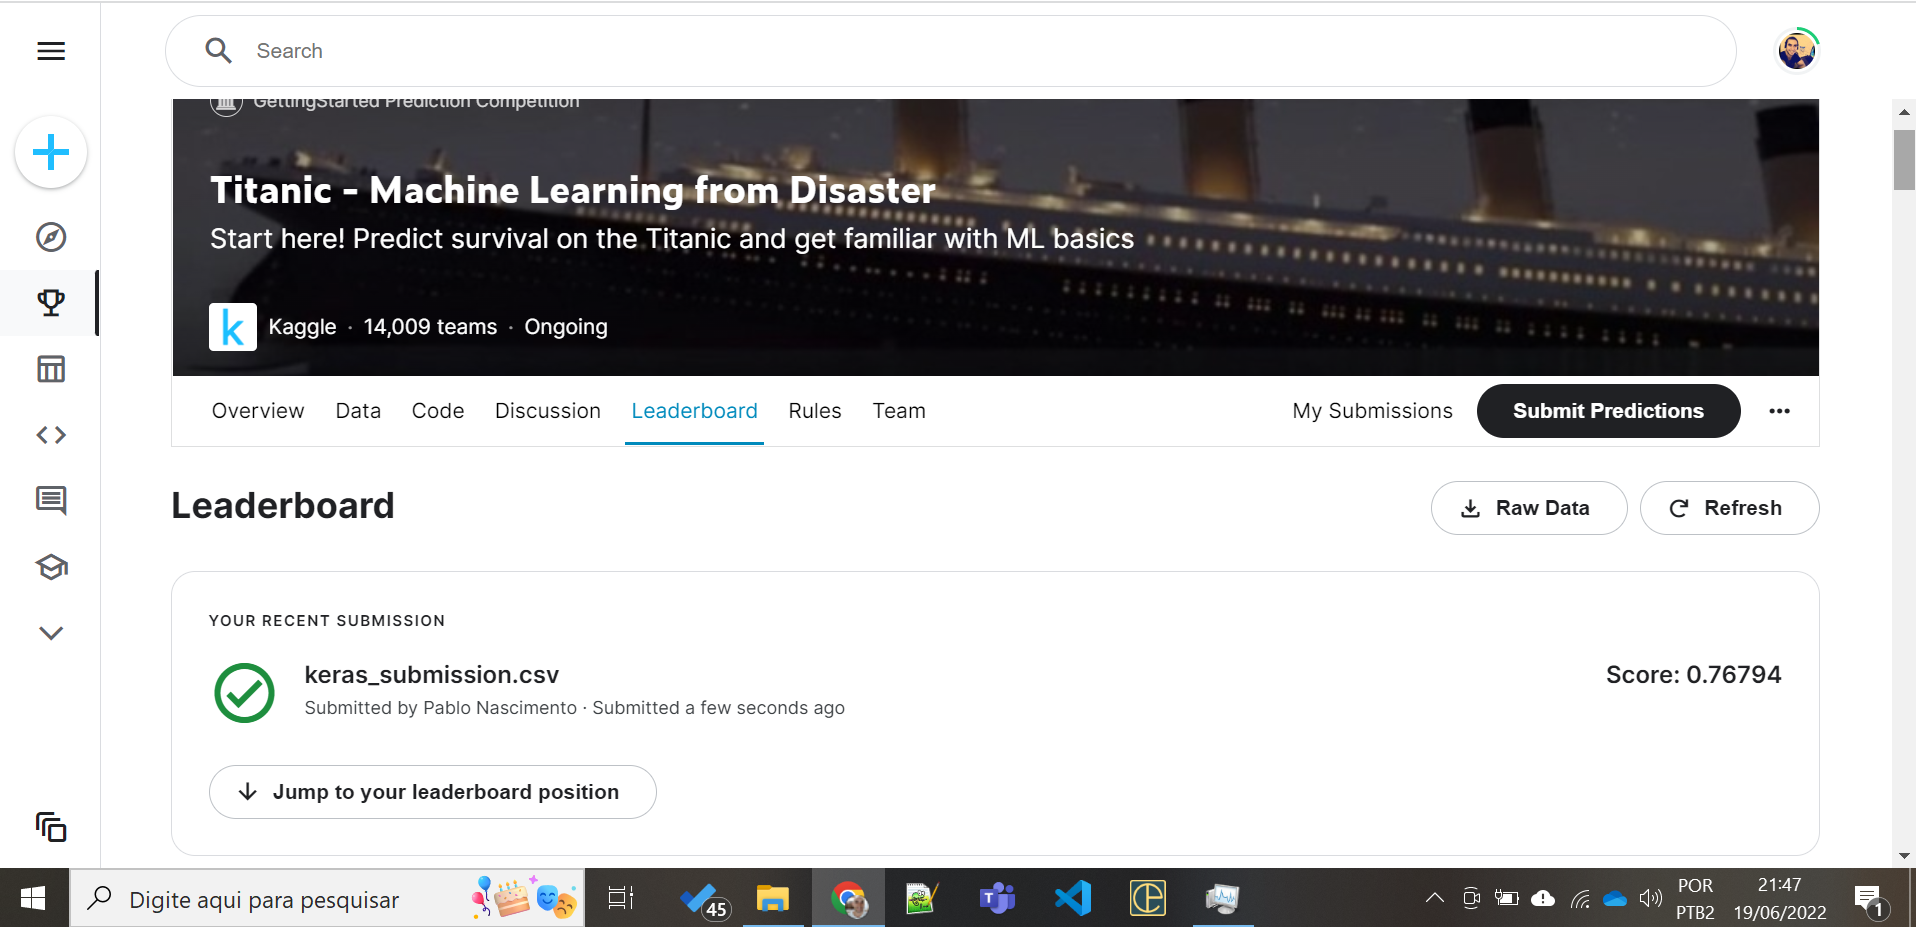 Search
GettingStarted Prediction Competition
Titanic - Machine Learning from Disaster
Start here! Predict survival on the Titanic and get familiar with ML basics
k
Kaggle · 14,009 teams · Ongoing
Overview Data Code Discussion Leaderboard Rules Team My Submissions Submit Predictions
Leaderboard
Raw Data Refresh
YOUR RECENT SUBMISSION
keras_submission.csv
Score: 0.76794
Submitted by Pablo Nascimento · Submitted a few seconds ago
Jump to your leaderboard position
Digite aqui para pesquisar
45
POR
PTB2
21:47
19/06/2022
1